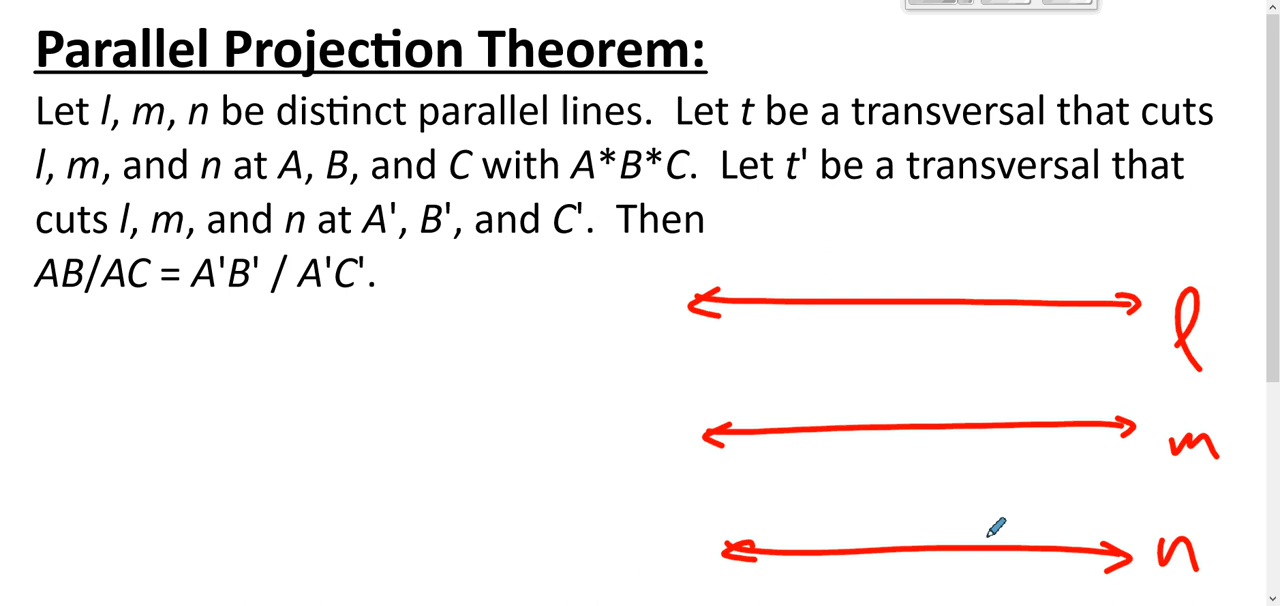 Parallel Projection Theorem:
Let l, m, n be distinct parallel lines. Let t be a transversal that cuts
l, m, and n at A, B, and C with A*B*C. Let t' be a transversal that
cuts l, m, and n at A', B', and C'. Then
AB/AC = A'B' / A'C'.
l
m
n